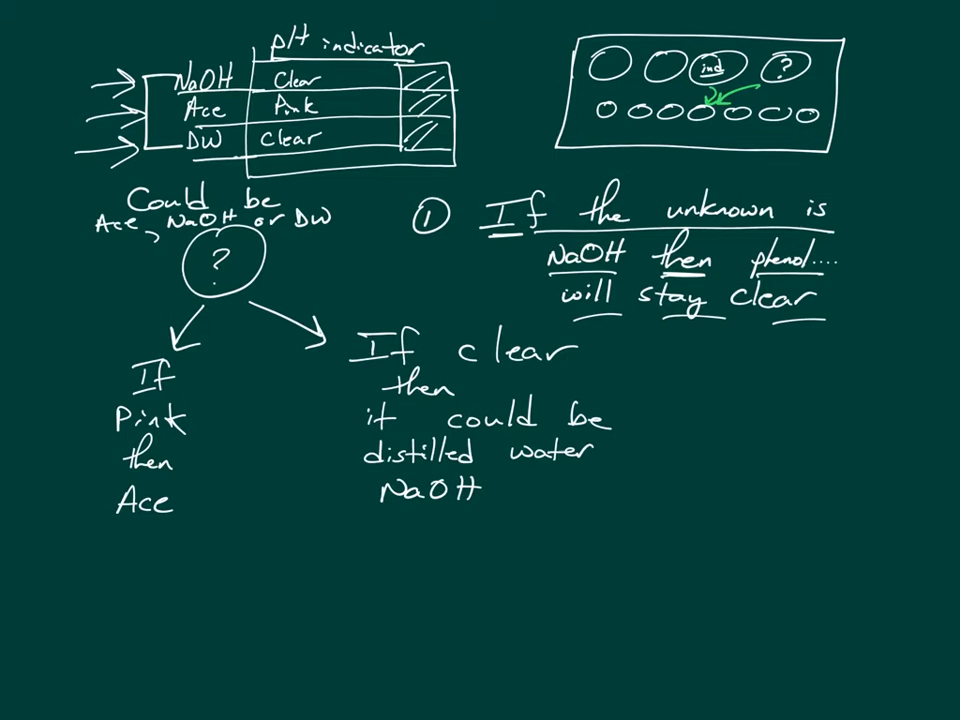 pH indicator
NaOH Clear
Ace Pink
DW Clear
ind ?
Could be
Ace, NaOH or DW
?
① If the unknown is
NaOH then phenol....
will stay clear
If
Pink
then
Ace
If clear
then
it could be
distilled water
NaOH